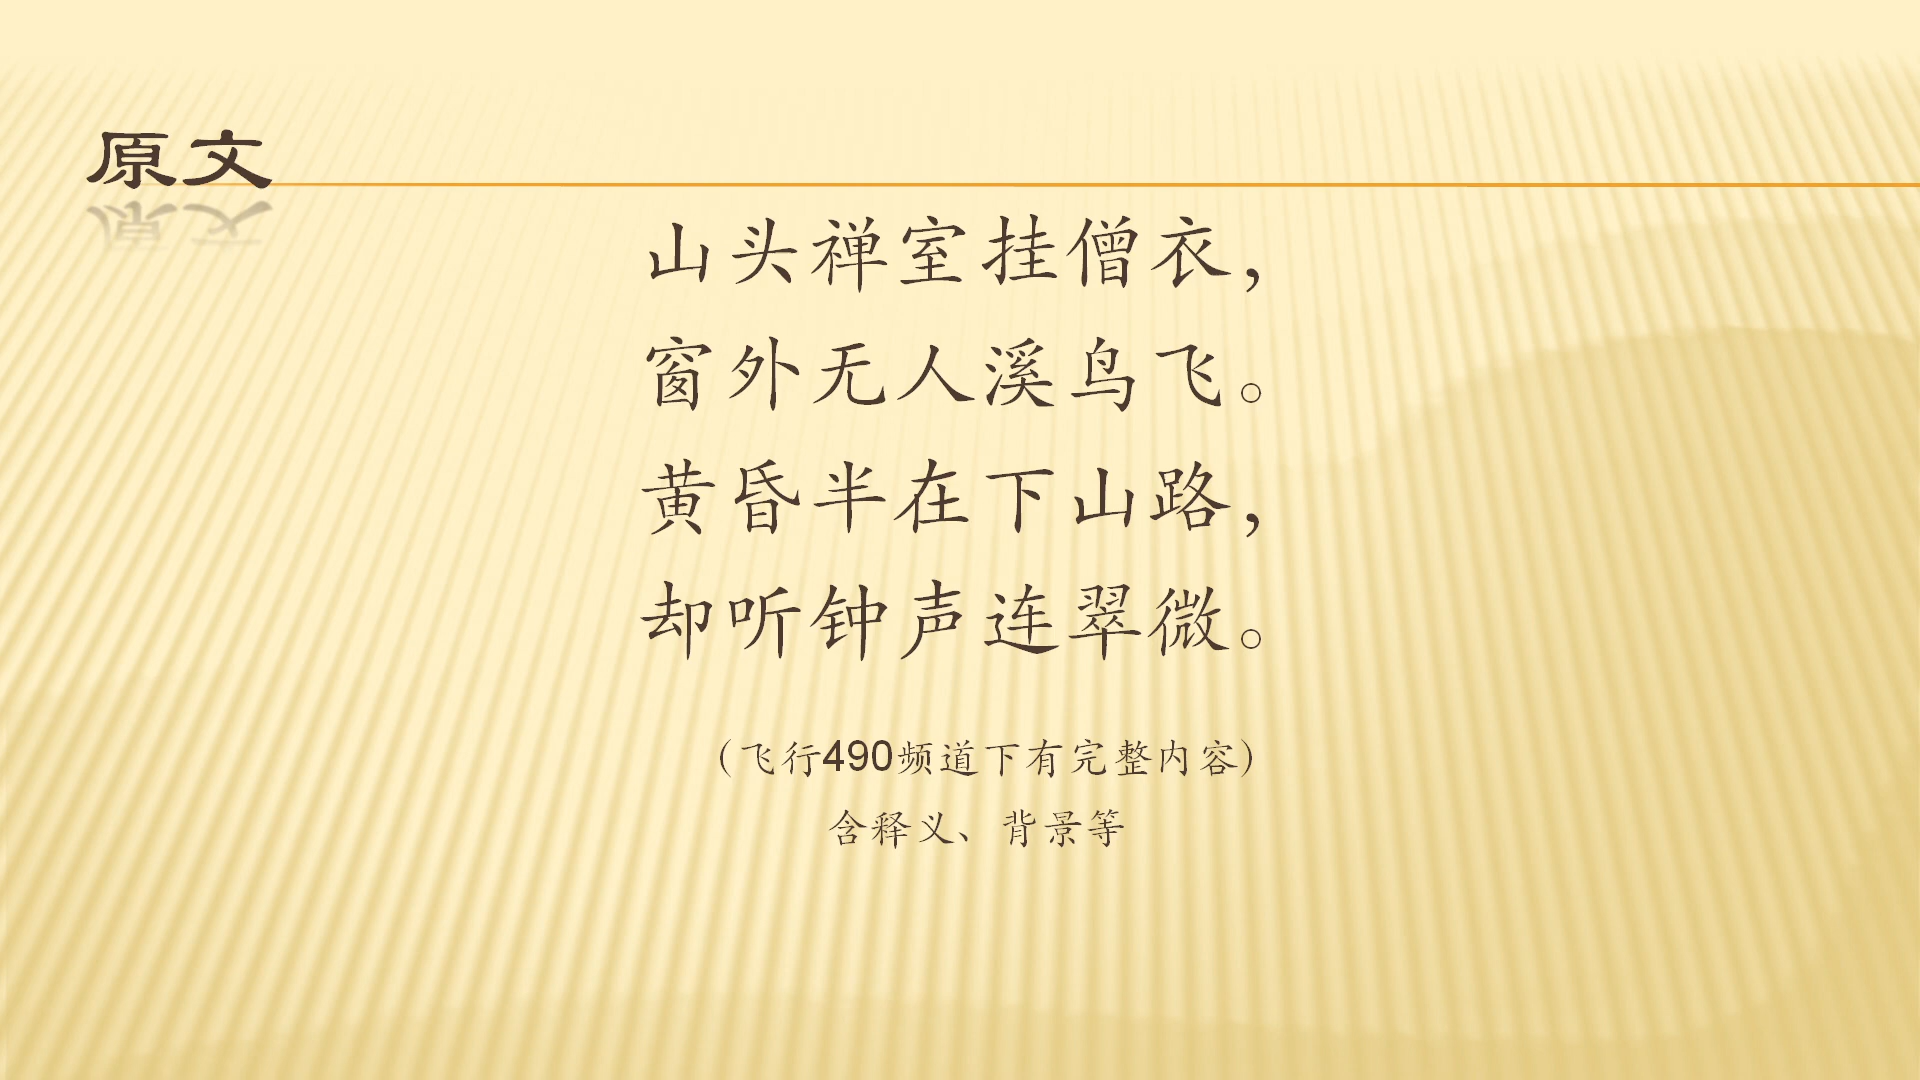 原文
山头禅室挂僧衣，
窗外无人溪鸟飞。
黄昏半在下山路，
却听钟声连翠微。
（飞行490频道下有完整内容）
含释义、背景等